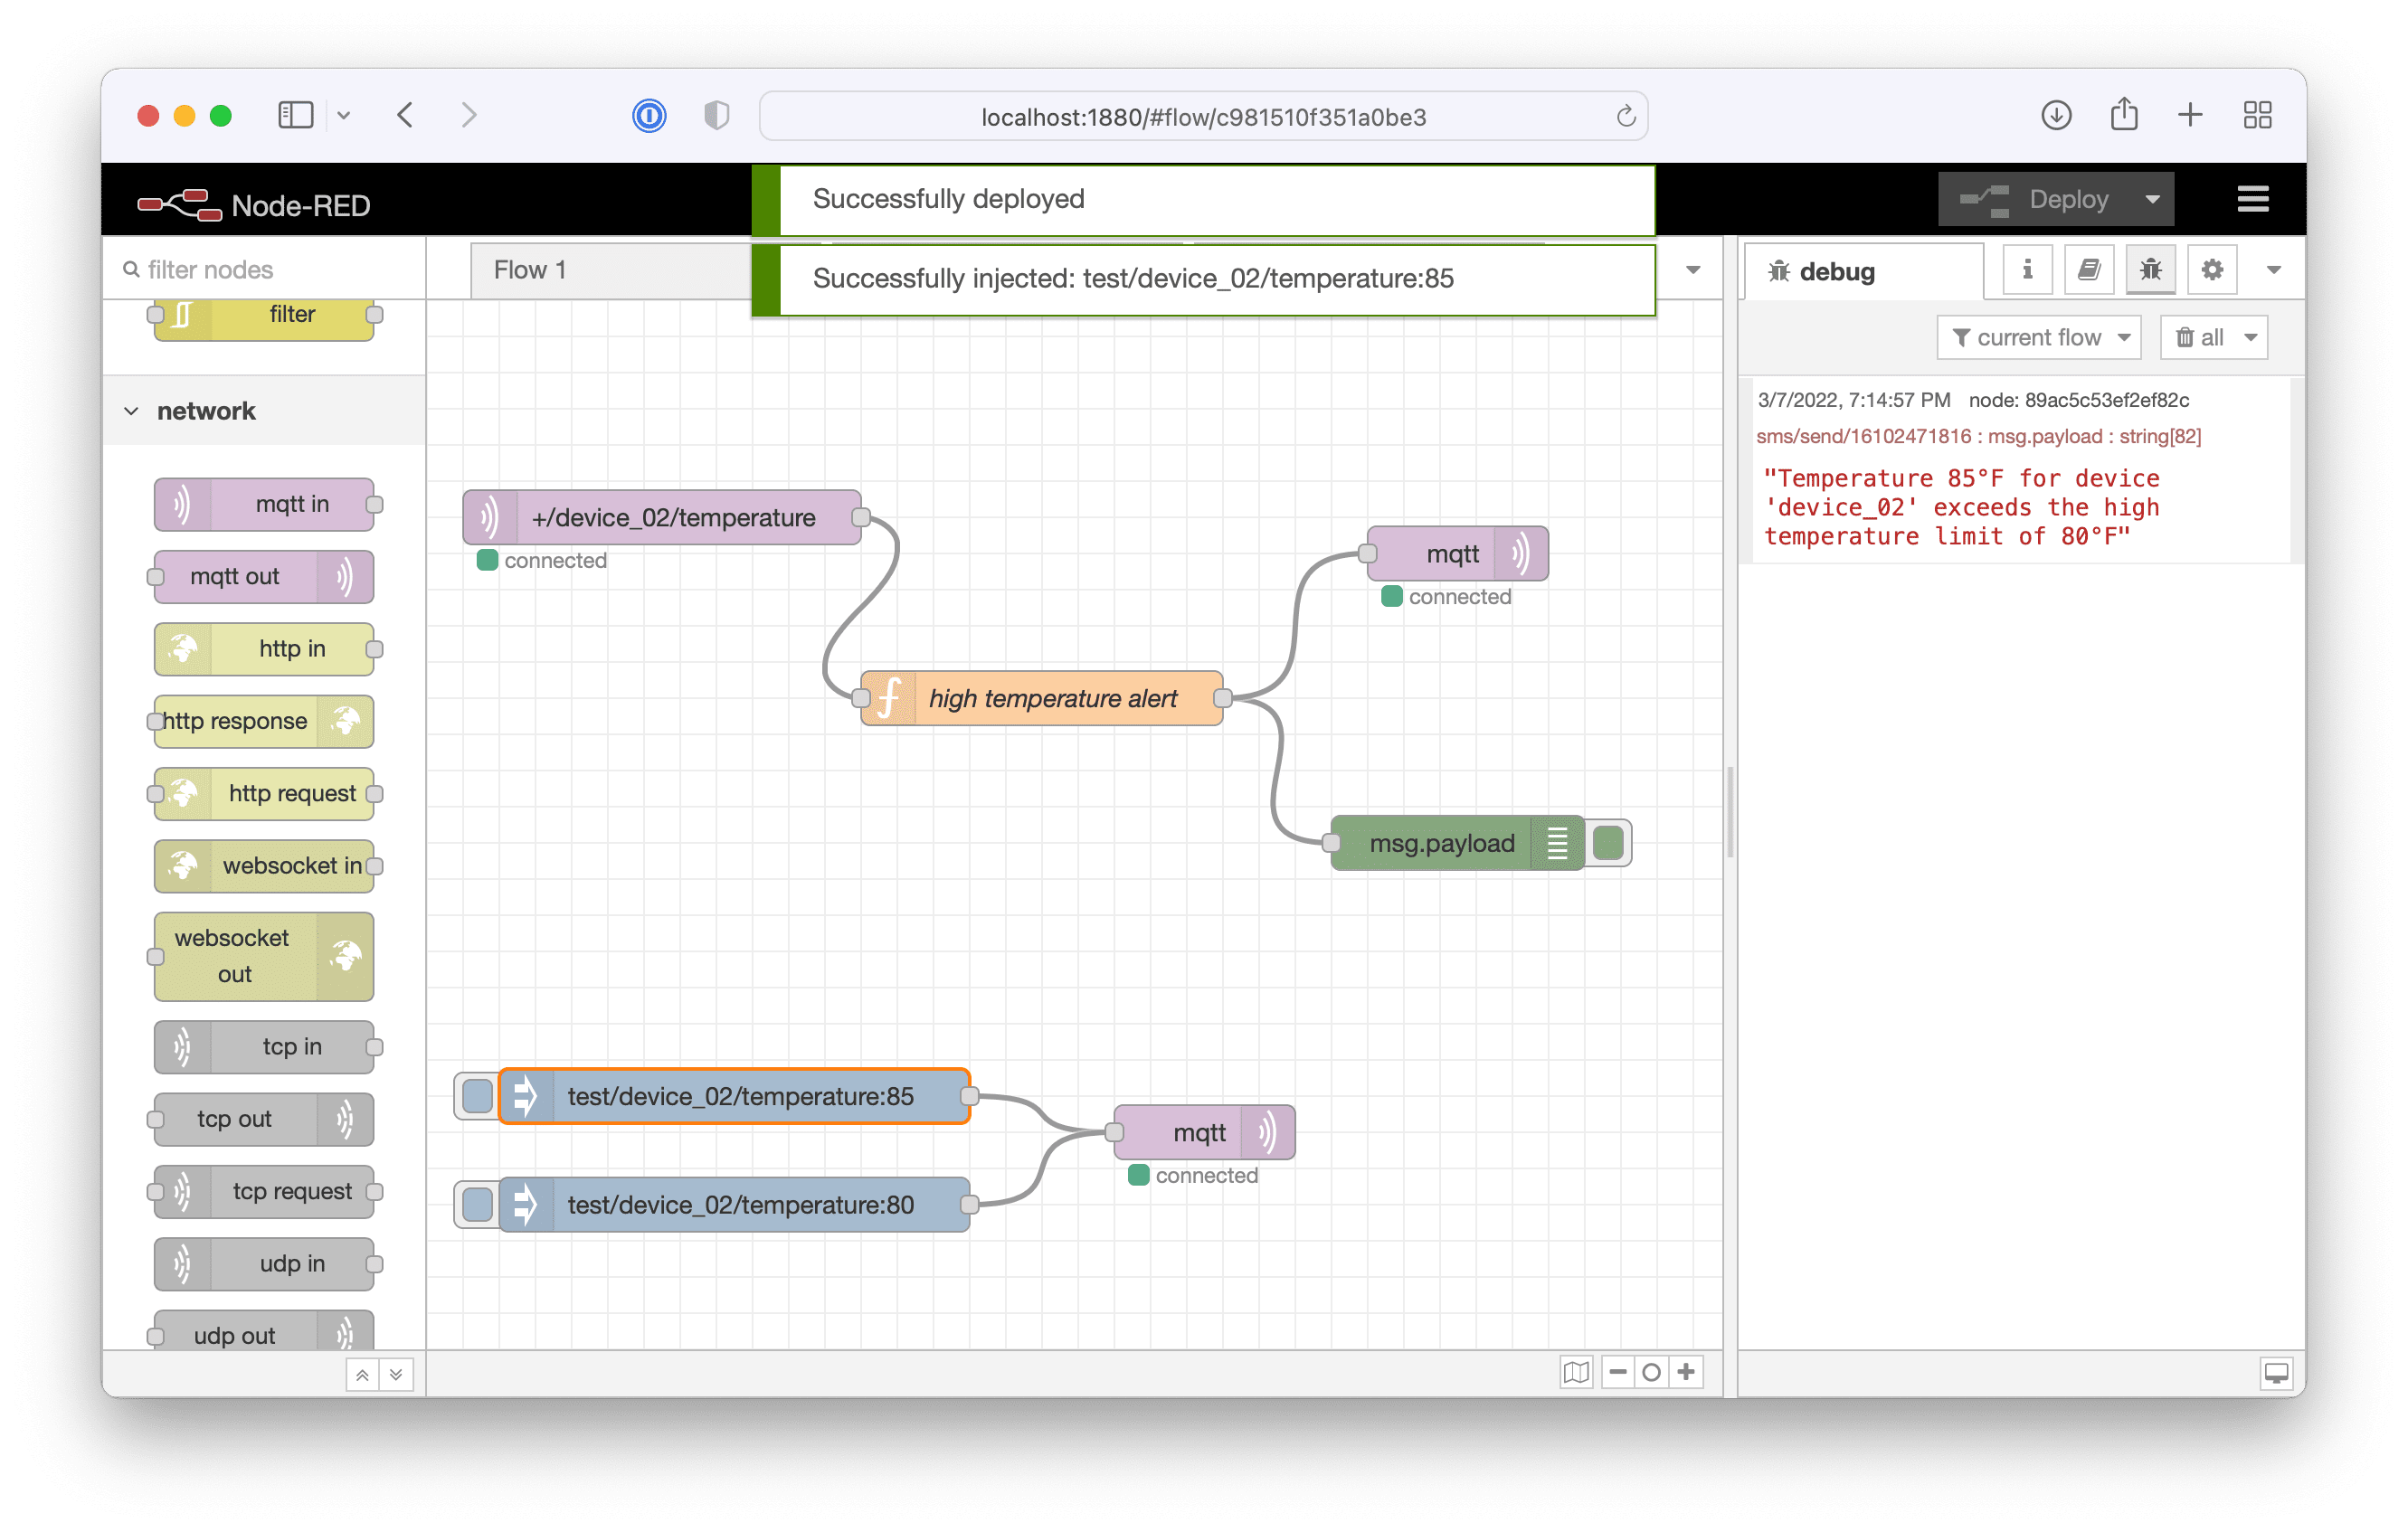 localhost:1880/#flow/c981510f351a0be3
Node-RED
Successfully deployed
Deploy
filter nodes
Flow 1
Successfully injected: test/device_02/temperature:85
debug
filter
current flow
all
network
3/7/2022, 7:14:57 PM node: 89ac5c53ef2ef82c
sms/send/16102471816 : msg.payload : string[82]
"Temperature 85°F for device
'device_02' exceeds the high
temperature limit of 80°F"
mqtt in
mqtt out
http in
http response
http request
websocket in
websocket
out
tcp in
tcp out
tcp request
udp in
udp out
+/device_02/temperature
connected
mqtt
connected
high temperature alert
msg.payload
test/device_02/temperature:85
mqtt
connected
test/device_02/temperature:80